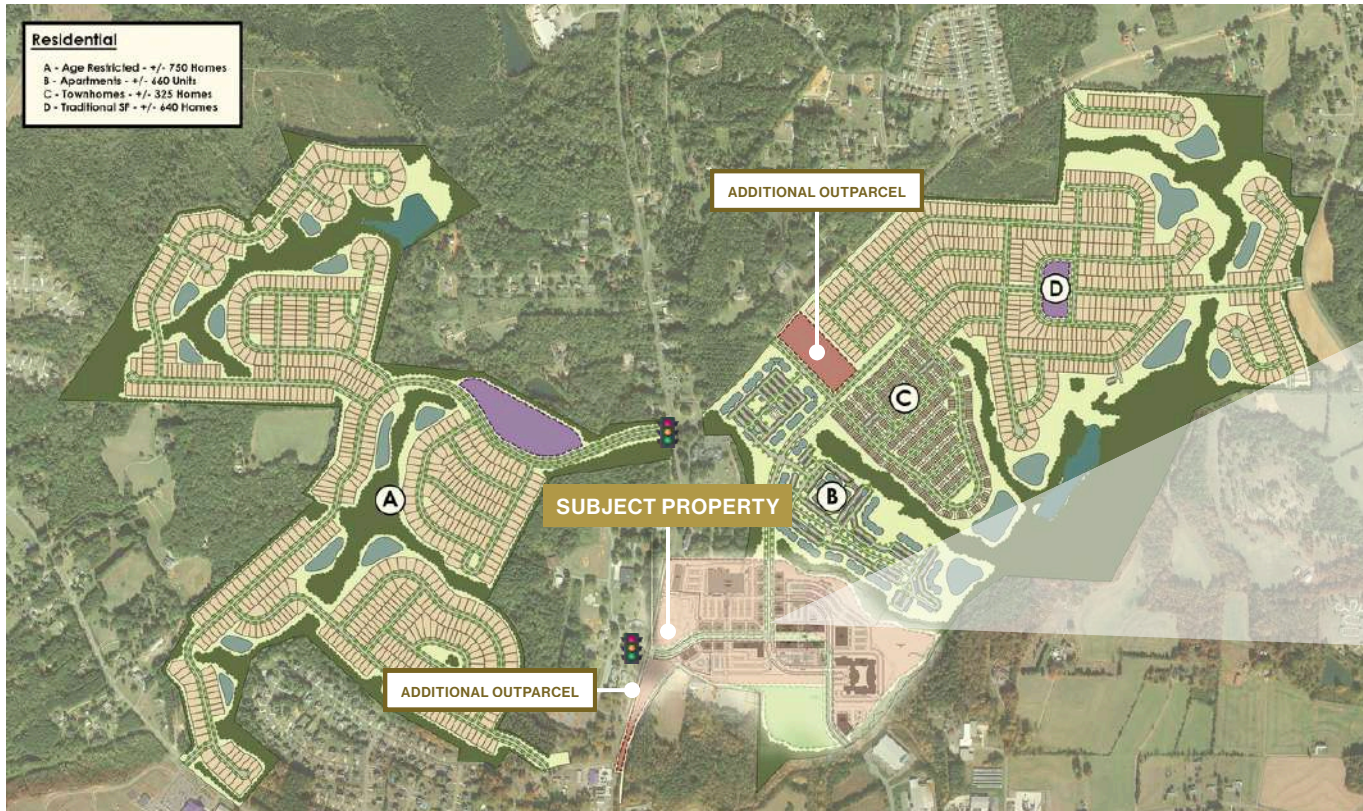 Residential
A - Age Restricted - +/- 750 Homes
B - Apartments - +/- 660 Units
C - Townhomes - +/- 325 Homes
D - Traditional SF - +/- 640 Homes
ADDITIONAL OUTPARCEL
D
C
A
B
SUBJECT PROPERTY
ADDITIONAL OUTPARCEL